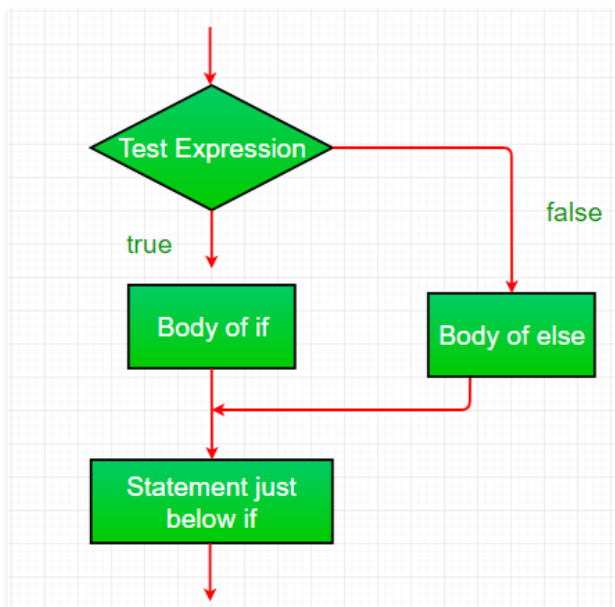 Test Expression
false
true
Body of if
Body of else
Statement just
below if